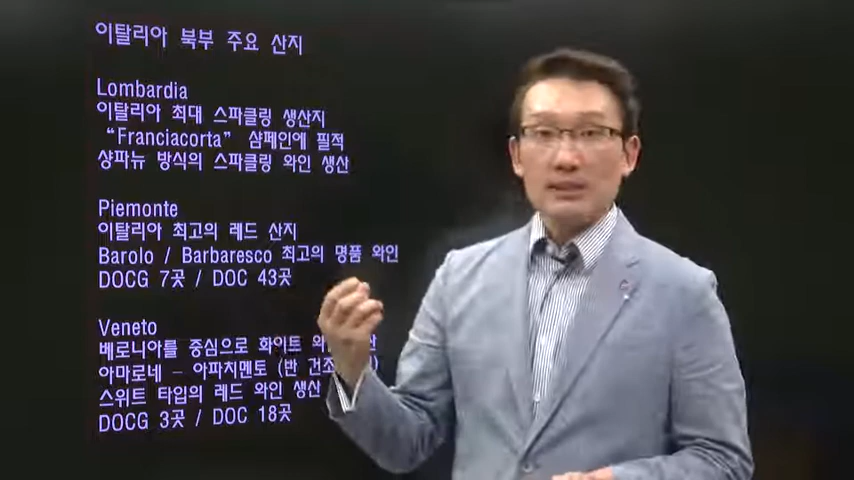 이탈리아 북부 주요 산지
Lombardia
이탈리아 최대 스파클링 생산지
“Franciacorta” 샴페인에 필적
샹파뉴 방식의 스파클링 와인 생산
Piemonte
이탈리아 최고의 레드 산지
Barolo / Barbaresco 최고의 명품 와인
DOCG 7곳 / DOC 43곳
Veneto
베로니아를 중심으로 화이트
아마로네 – 아파치멘토 (반 건조
스위트 타입의 레드 와인 생산
DOCG 3곳 / DOC 18곳